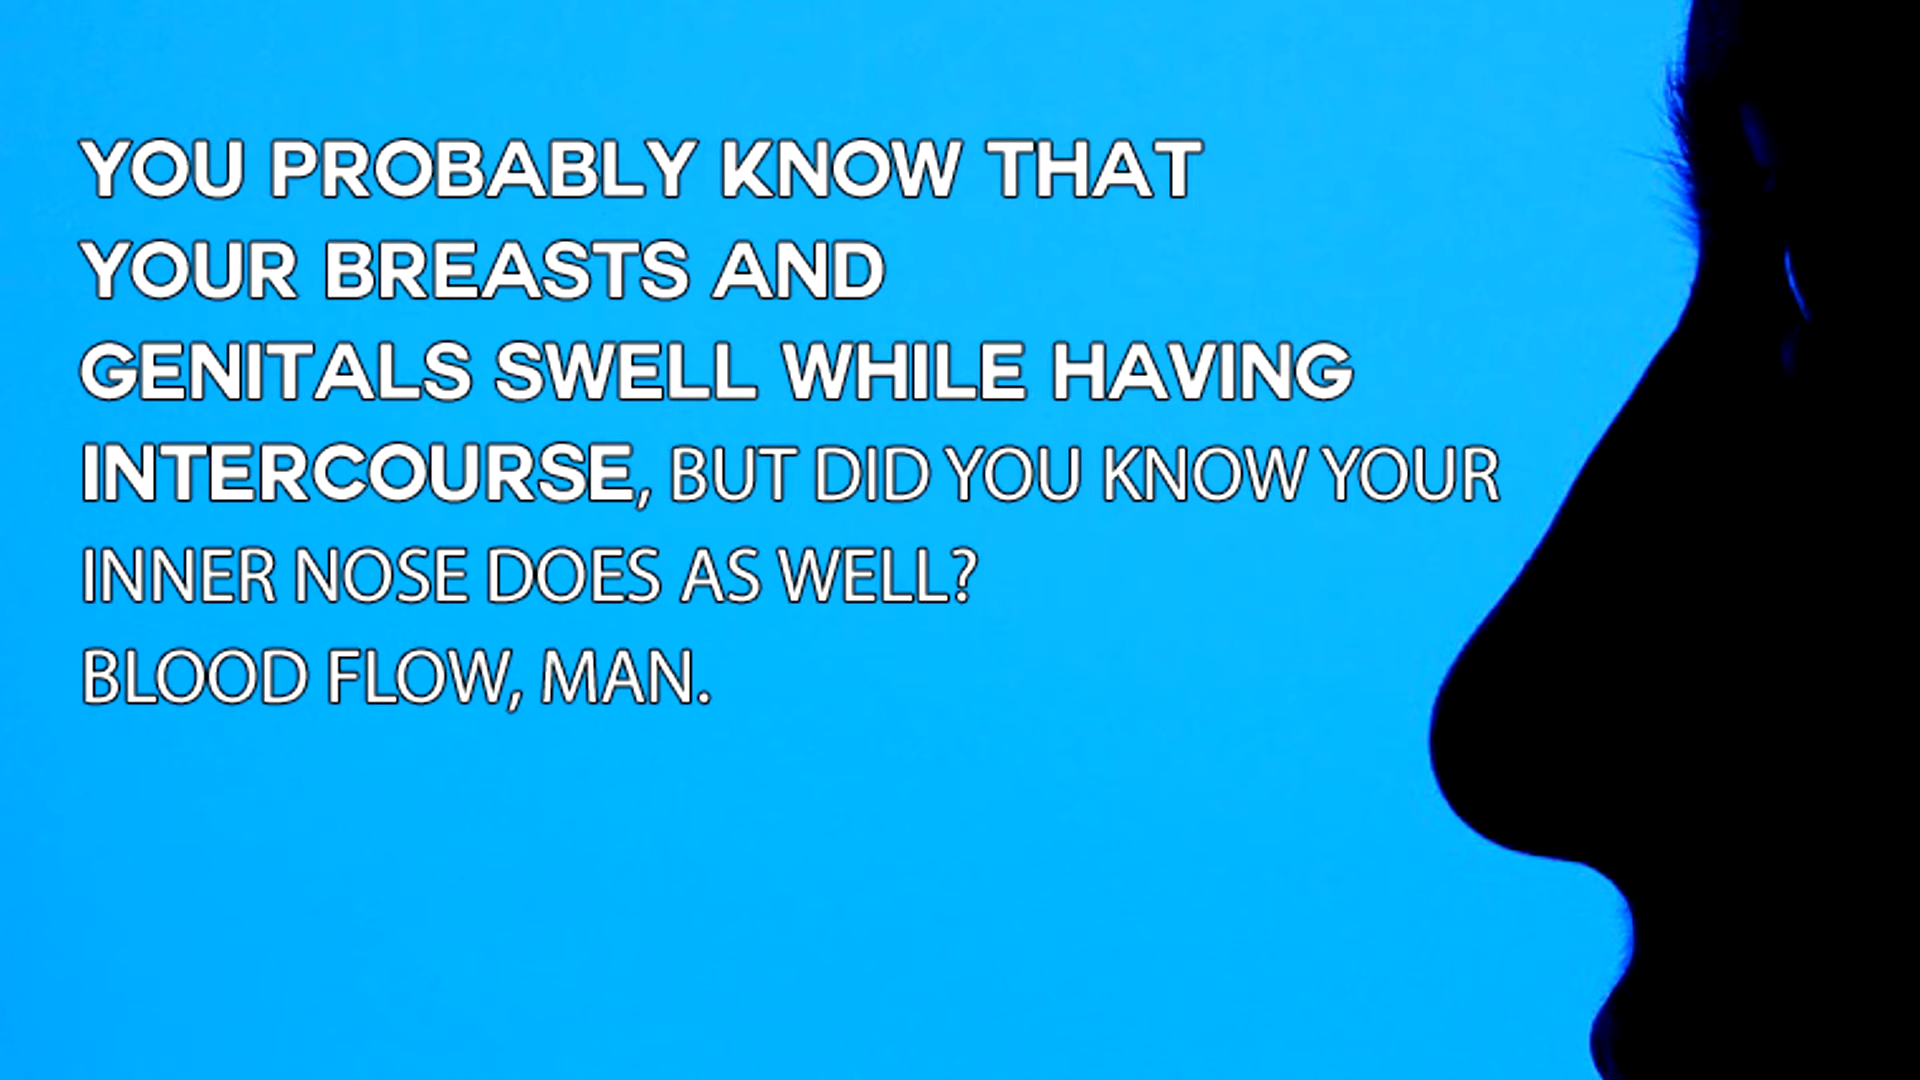 YOU PROBABLY KNOW THAT
YOUR BREASTS AND
GENITALS SWELL WHILE HAVING
INTERCOURSE, BUT DID YOU KNOW YOUR
INNER NOSE DOES AS WELL?
BLOOD FLOW, MAN.